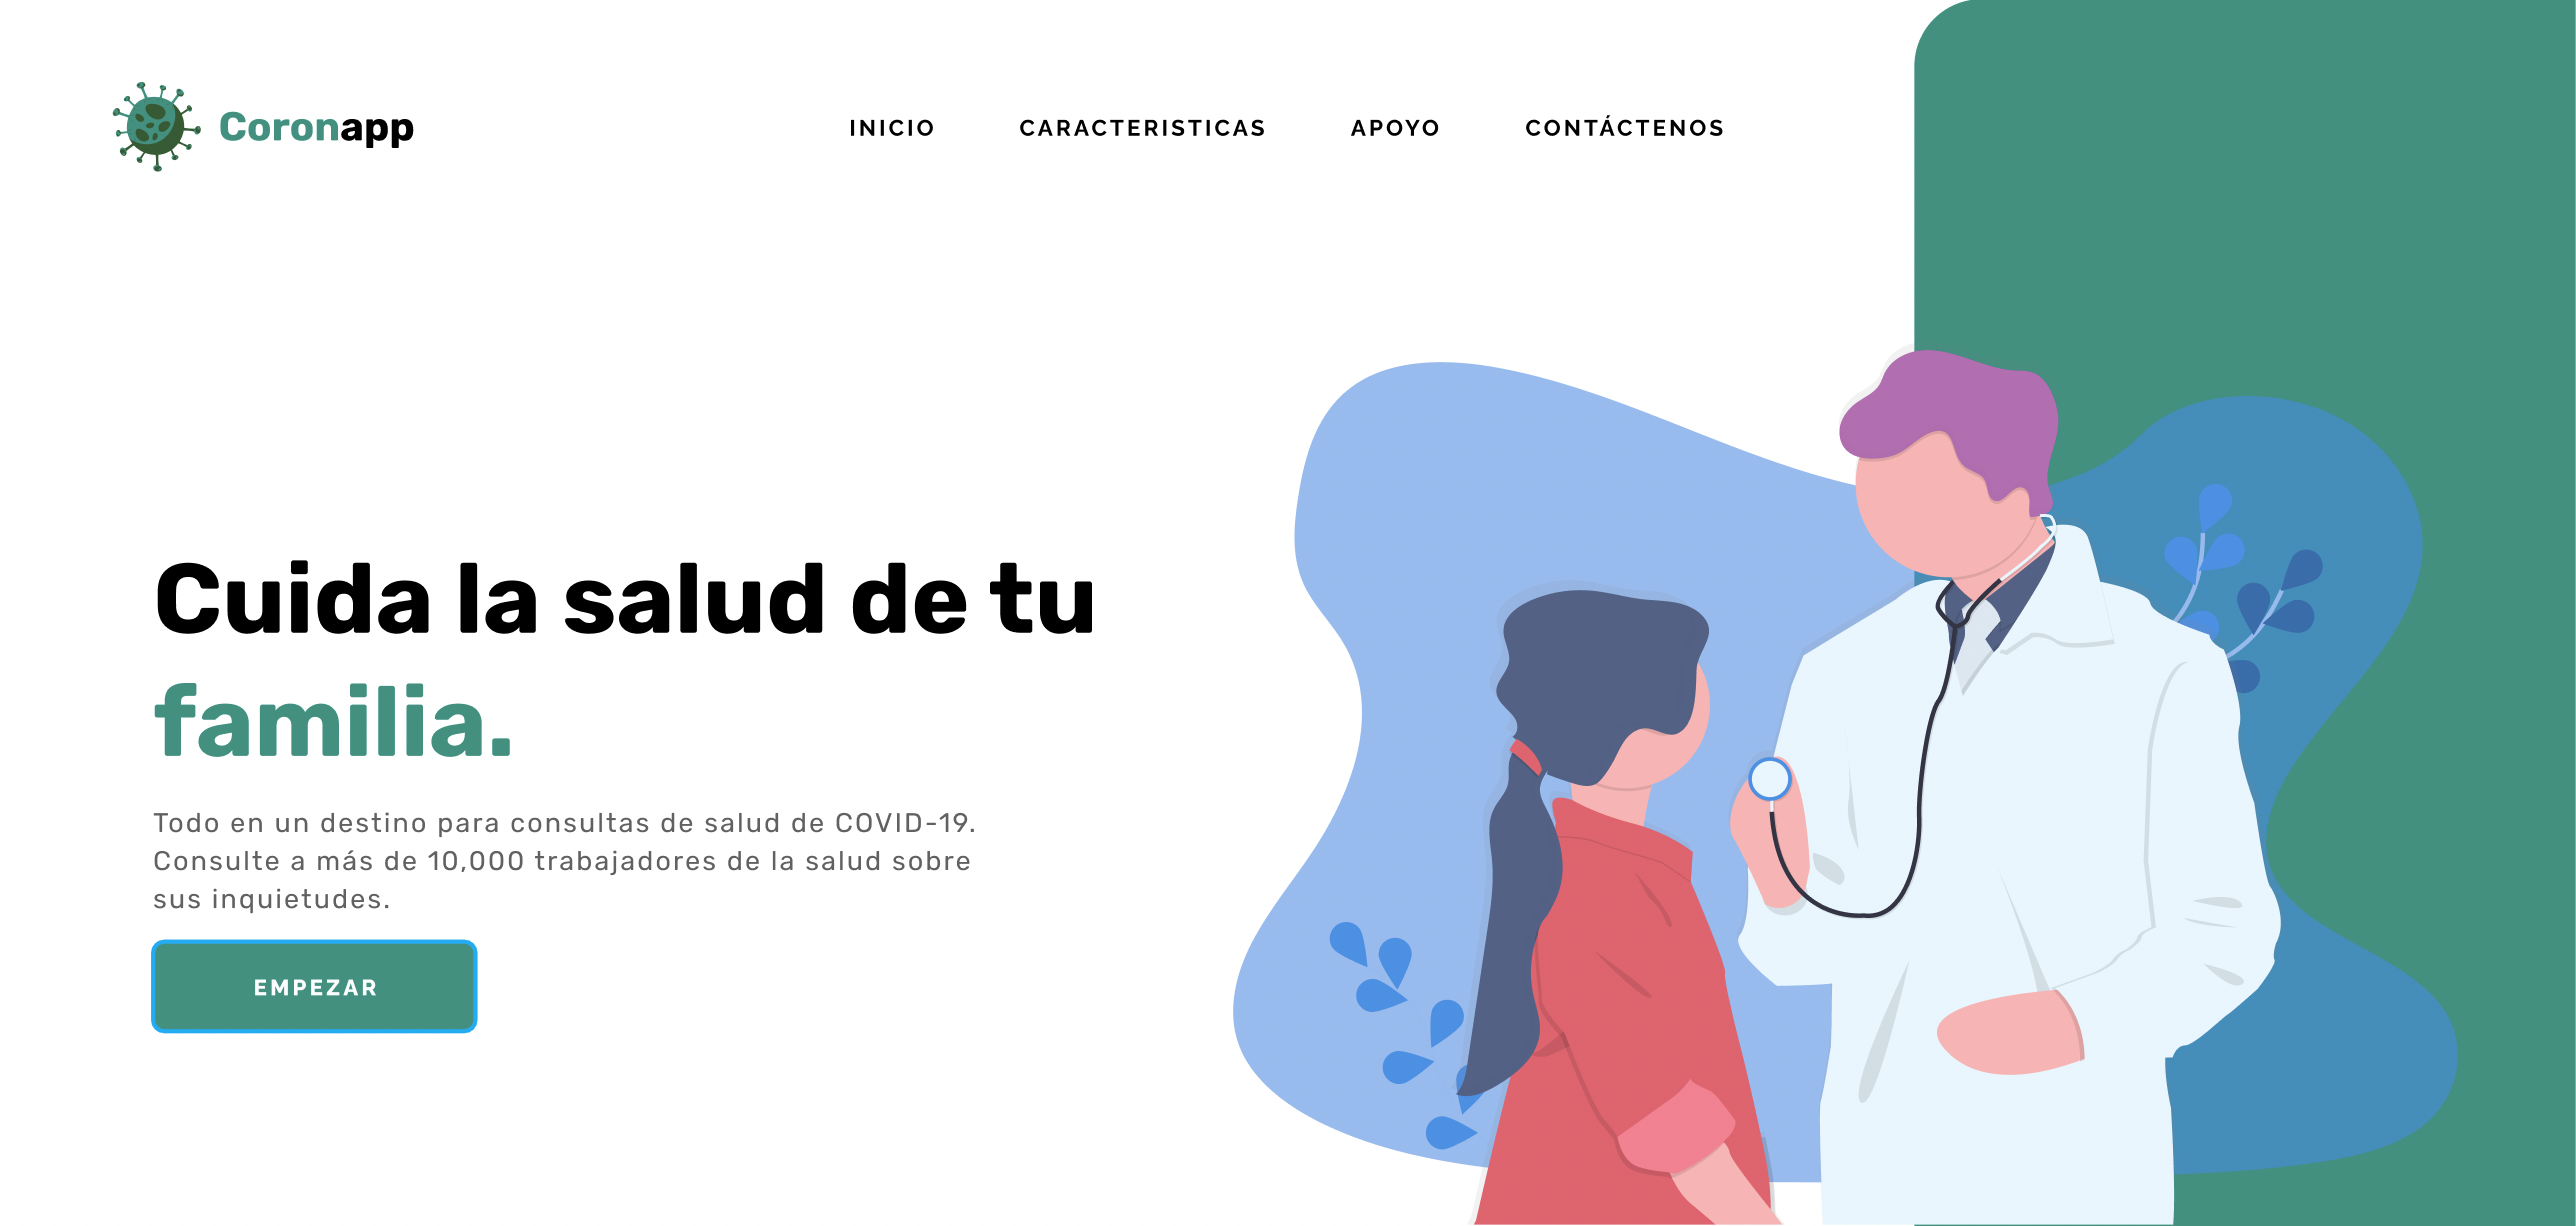 Coronapp
INICIO CARACTERISTICAS APOYO CONTÁCTENOS
Cuida la salud de tu
familia.
Todo en un destino para consultas de salud de COVID-19.
Consulte a más de 10,000 trabajadores de la salud sobre
sus inquietudes.
EMPEZAR